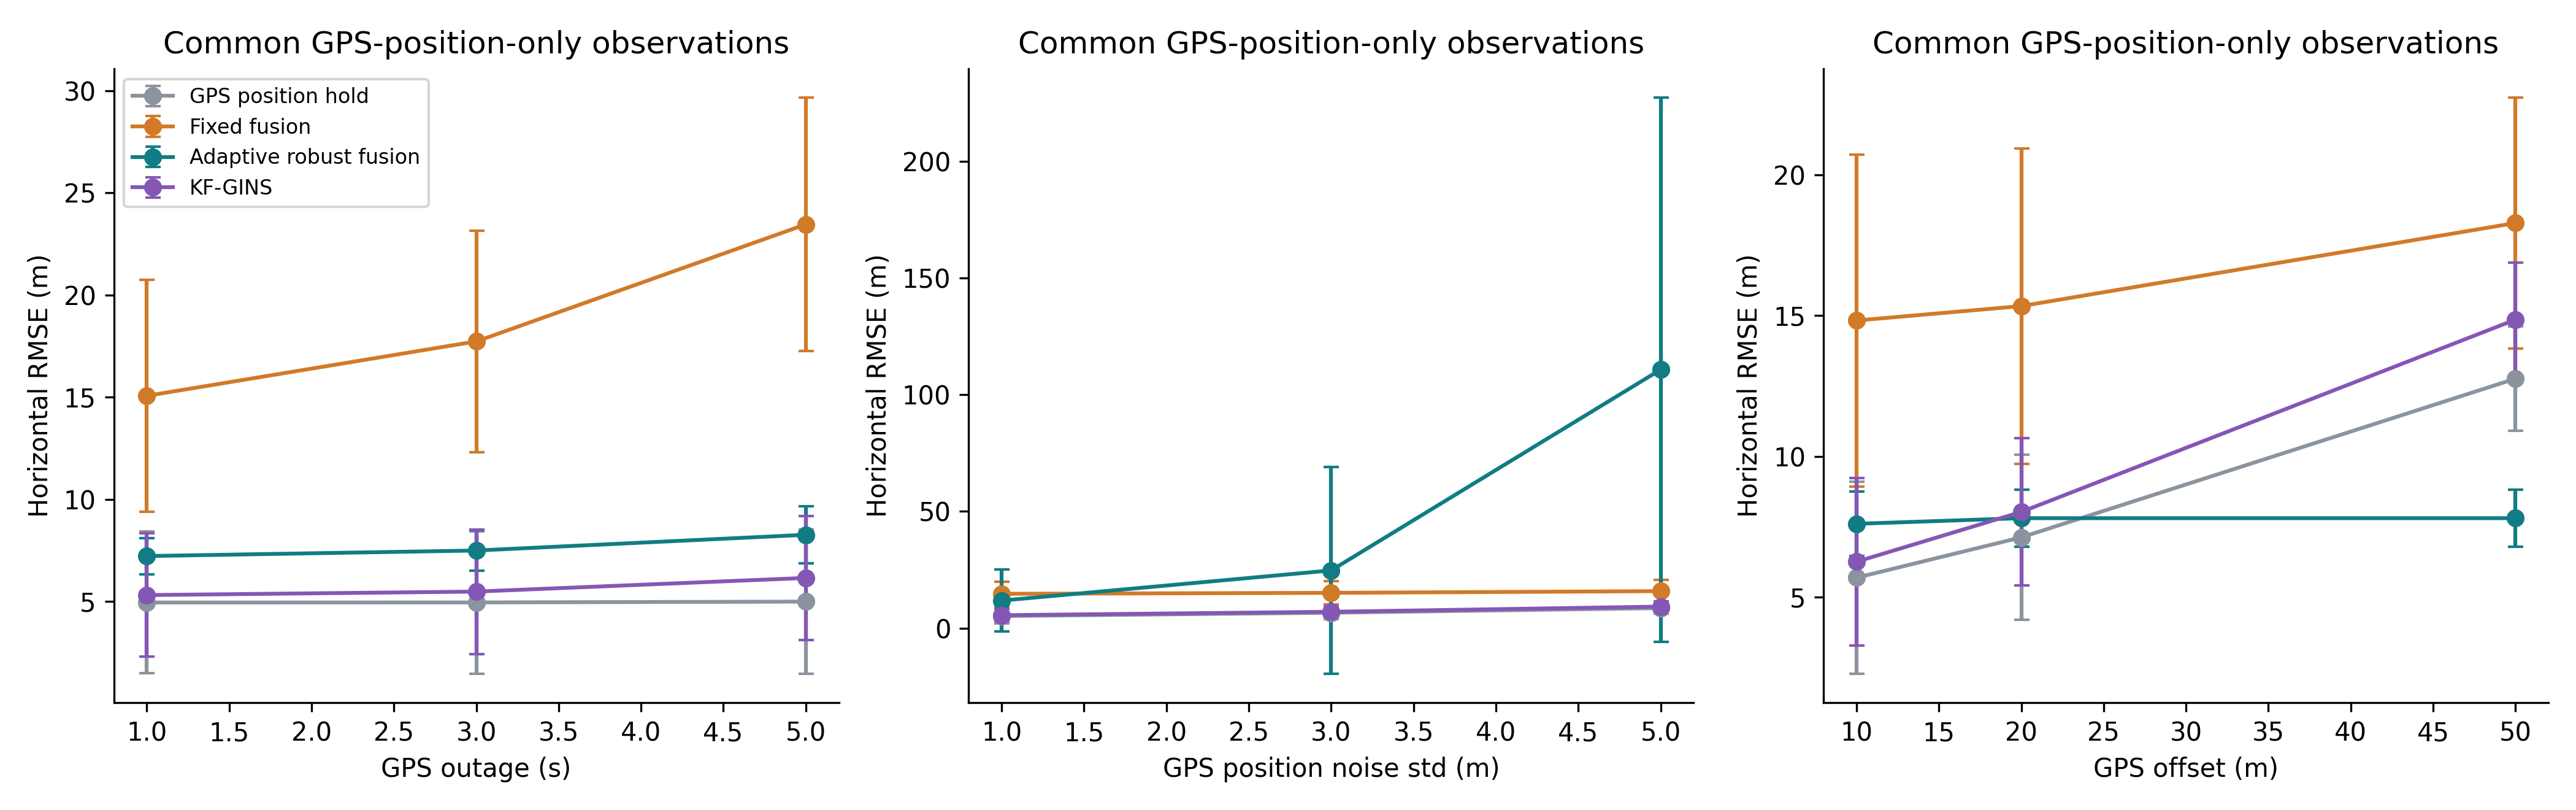 Common GPS-position-only observations
30
25
20
15
10
5
Horizontal RMSE (m)
GPS position hold
Fixed fusion
Adaptive robust fusion
KF-GINS
1.0 1.5 2.0 2.5 3.0 3.5 4.0 4.5 5.0
GPS outage (s)
Common GPS-position-only observations
200
150
100
50
0
Horizontal RMSE (m)
1.0 1.5 2.0 2.5 3.0 3.5 4.0 4.5 5.0
GPS position noise std (m)
Common GPS-position-only observations
20
15
10
5
Horizontal RMSE (m)
10 15 20 25 30 35 40 45 50
GPS offset (m)